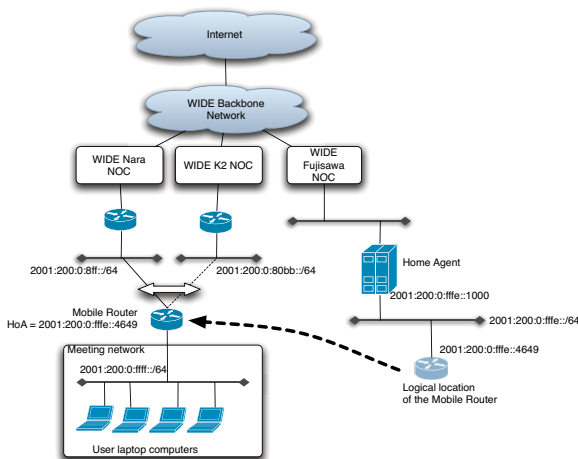 Internet
WIDE Backbone
Network
WIDE Nara
NOC
WIDE K2 NOC
WIDE
Fujisawa
NOC
2001:200:0:8ff::/64
2001:200:0:80bb::/64
Home Agent
2001:200:0:fffe::1000
Mobile Router
HoA = 2001:200:0:fffe::4649
2001:200:0:fffe::/64
Meeting network
2001:200:0:ffff::/64
2001:200:0:fffe::4649
Logical location
of the Mobile Router
User laptop computers